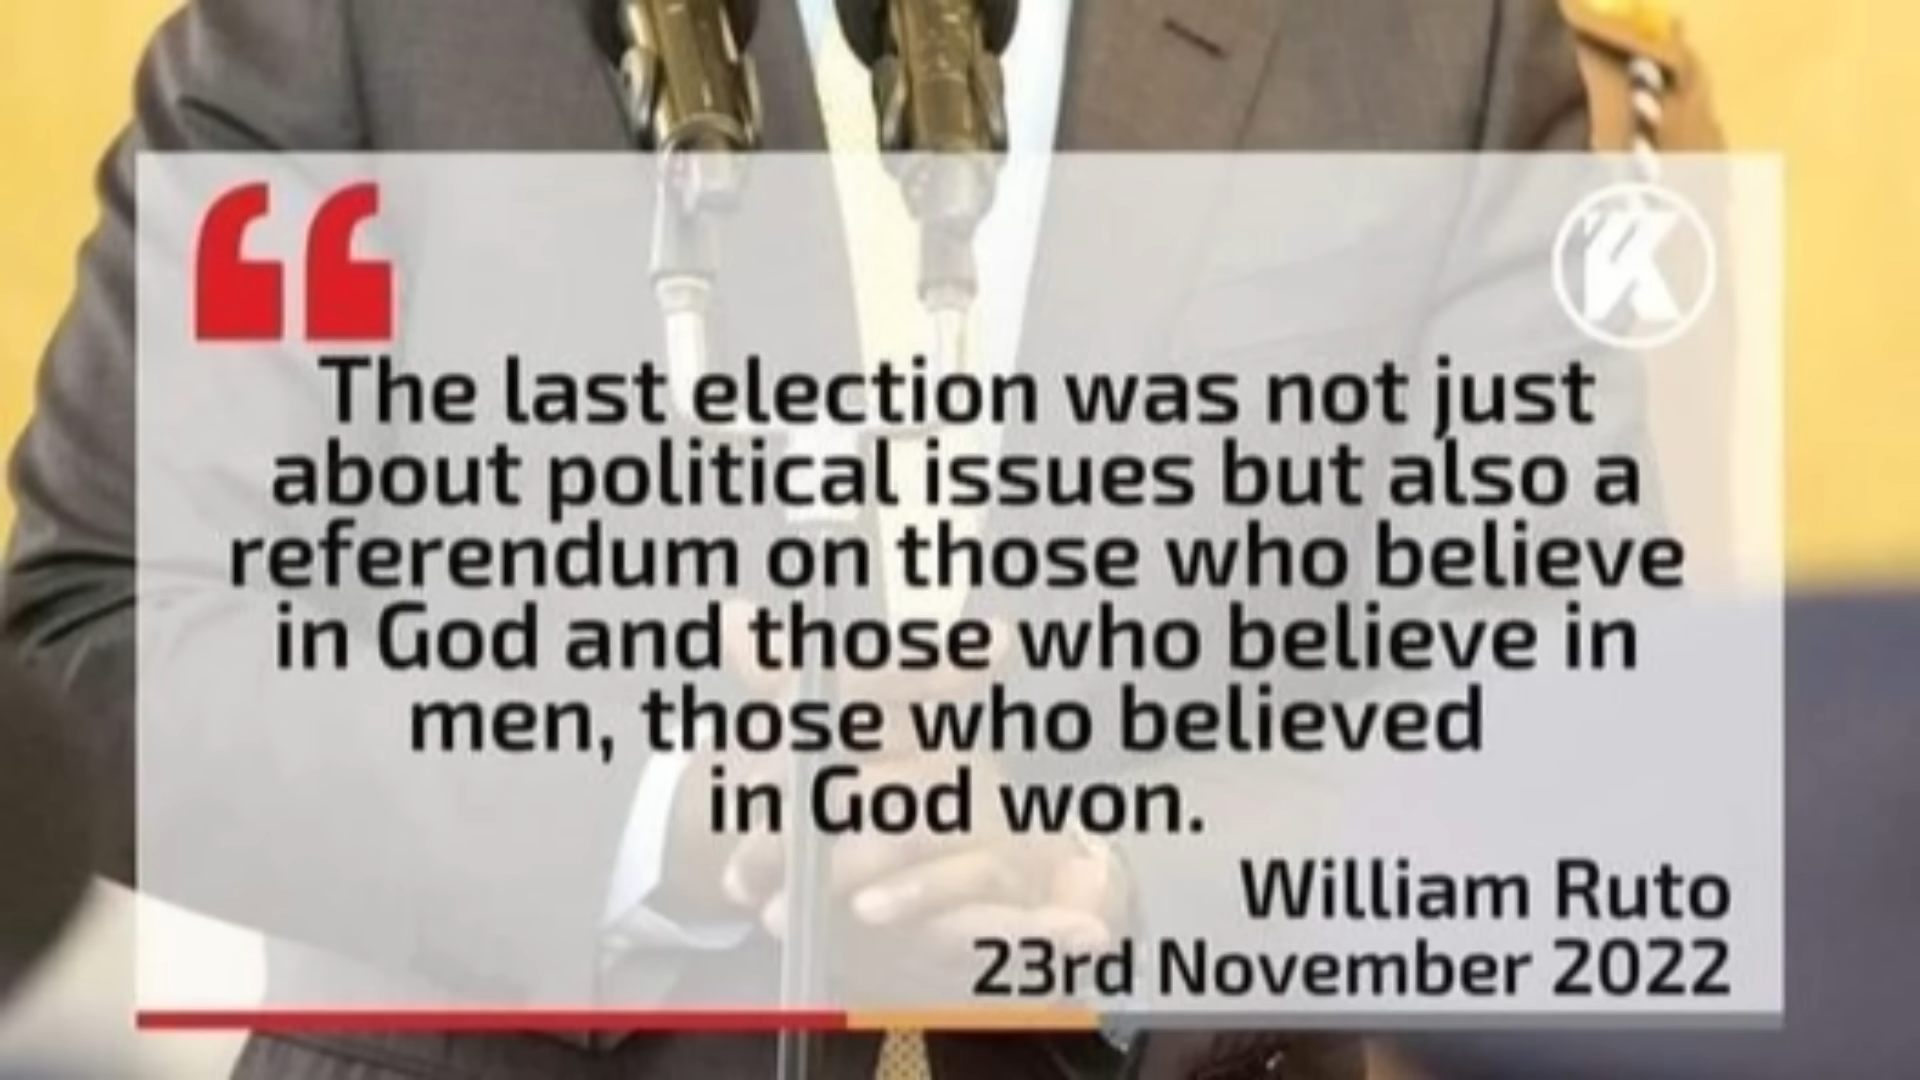 The last election was not just
about political issues but also a
referendum on those who believe
in God and those who believe in
men, those who believed
in God won.
William Ruto
23rd November 2022